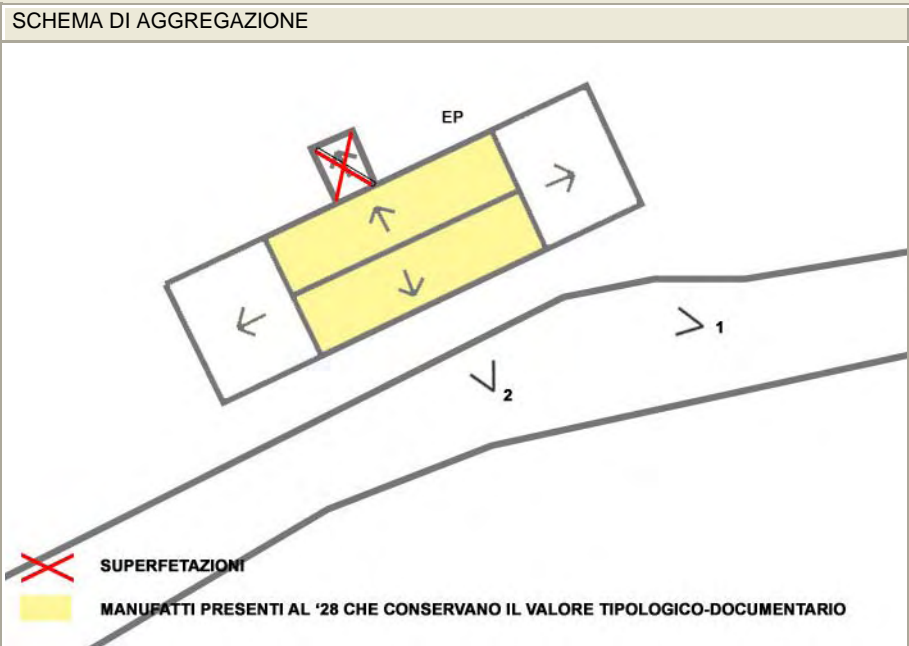 SCHEMA DI AGGREGAZIONE
EP
1
2
SUPERFETAZIONI
MANUFATTI PRESENTI AL ‘28 CHE CONSERVANO IL VALORE TIPOLOGICO-DOCUMENTARIO